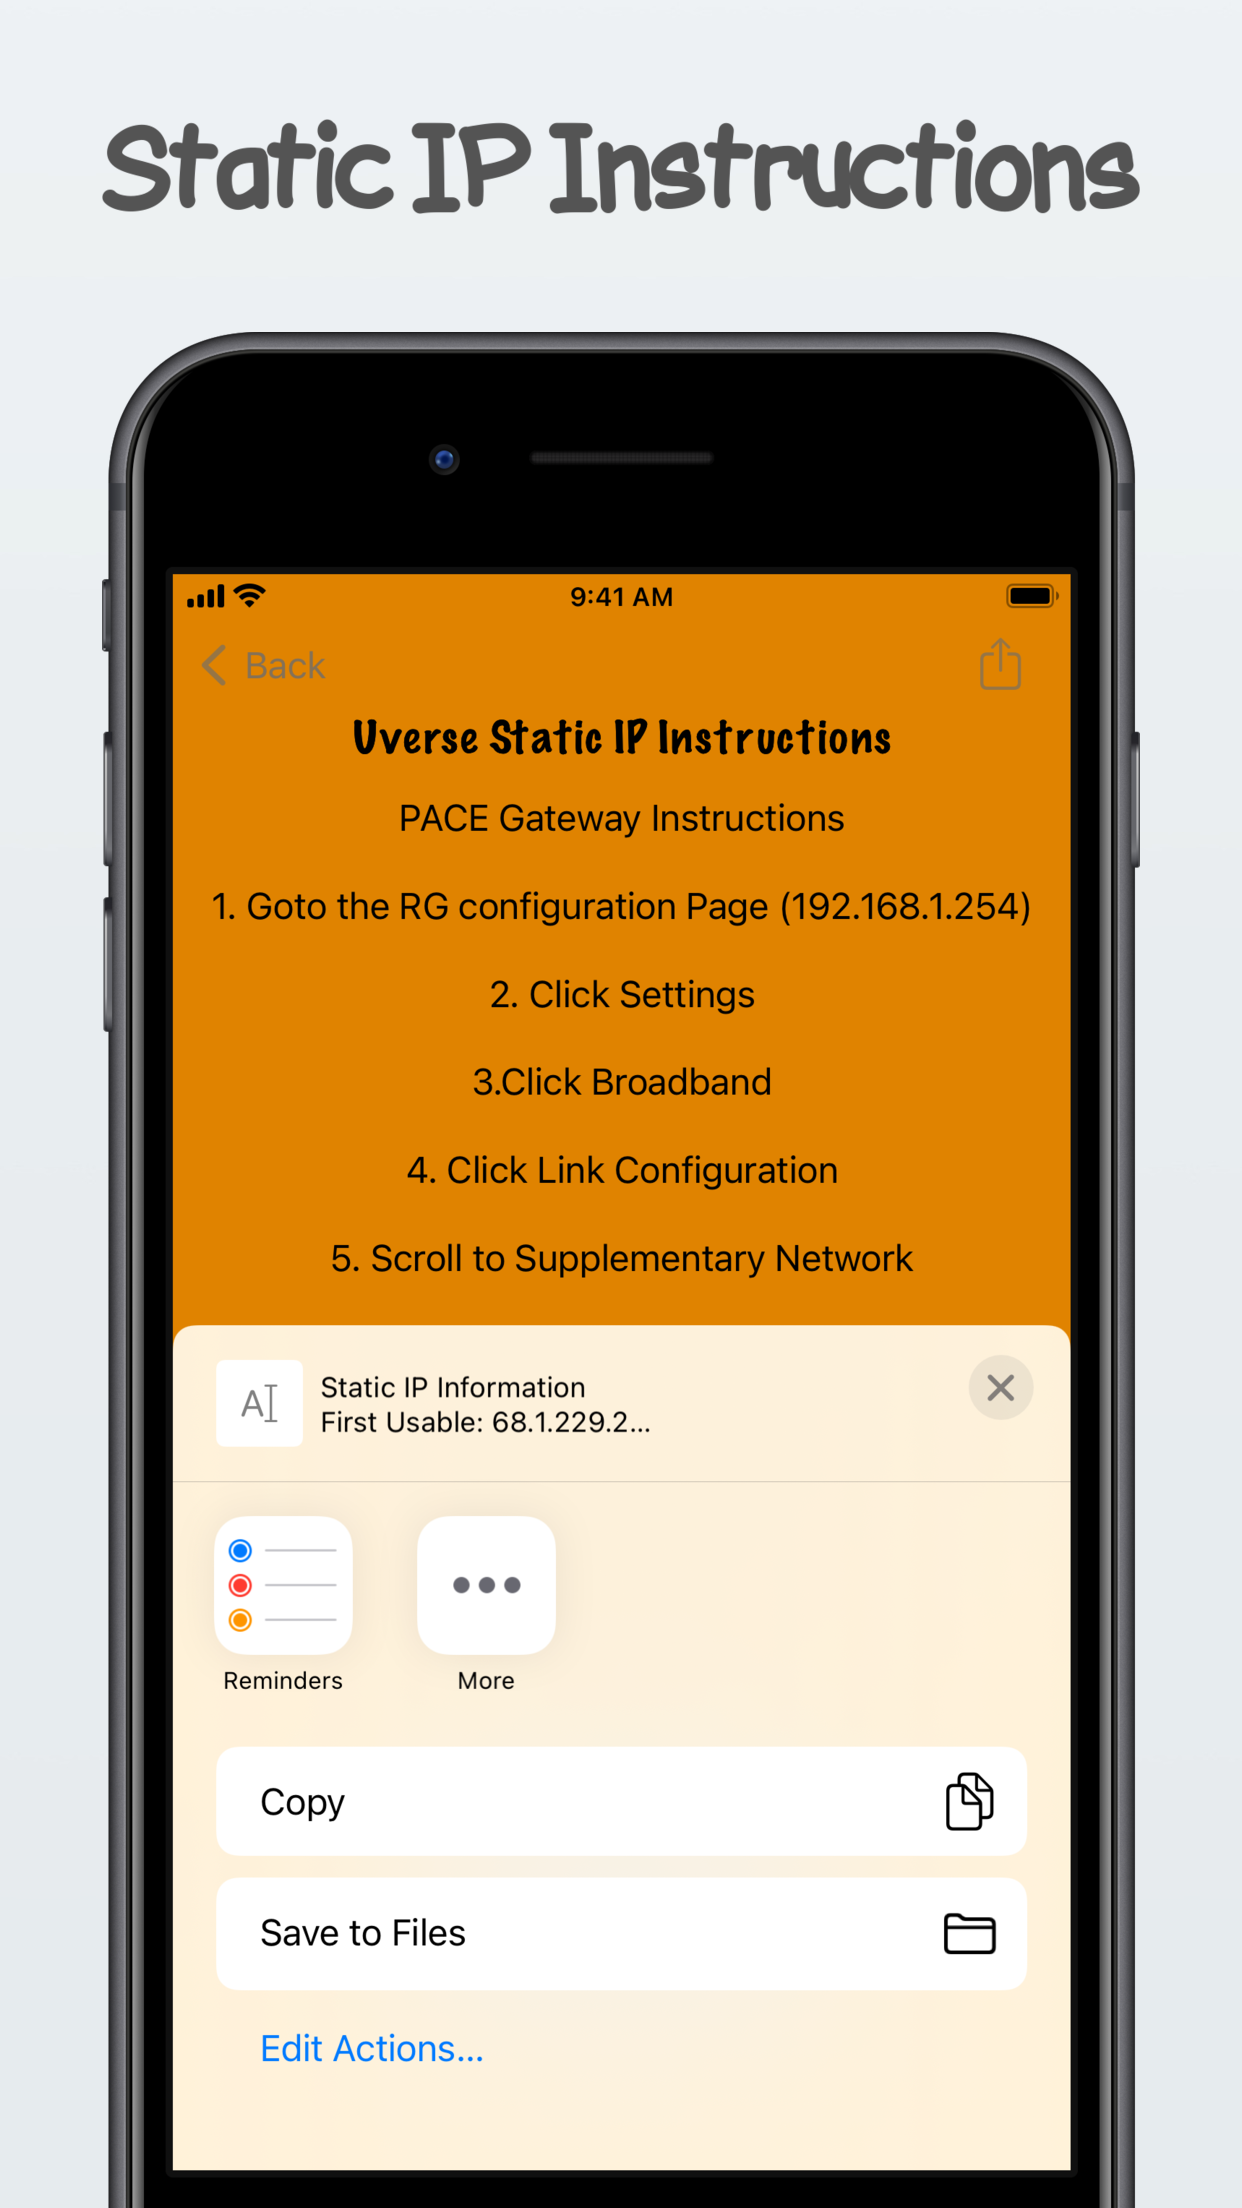 Static IP Instructions
9:41 AM
Back
Uverse Static IP Instructions
PACE Gateway Instructions
1. Goto the RG configuration Page (192.168.1.254)
2. Click Settings
3.Click Broadband
4. Click Link Configuration
5. Scroll to Supplementary Network
A
Static IP Information
First Usable: 68.1.229.2...
Reminders
More
Copy
Save to Files
Edit Actions...